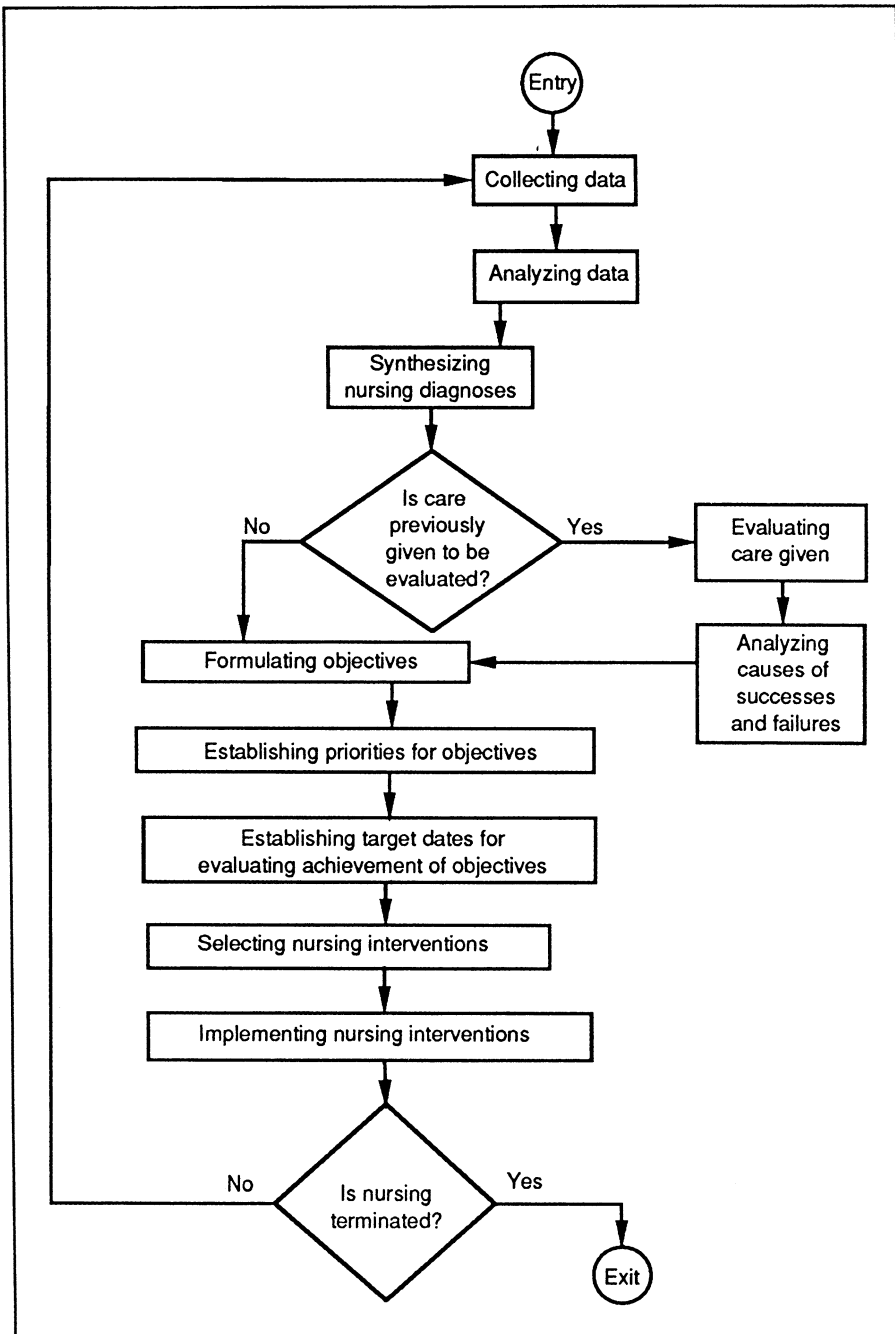 Entry
Collecting data
Analyzing data
Synthesizing
nursing diagnoses
Is care
previously
given to be
evaluated?
No
Yes
Evaluating
care given
Analyzing
causes of
successes
and failures
Formulating objectives
Establishing priorities for objectives
Establishing target dates for
evaluating achievement of objectives
Selecting nursing interventions
Implementing nursing interventions
Is nursing
terminated?
No
Yes
Exit